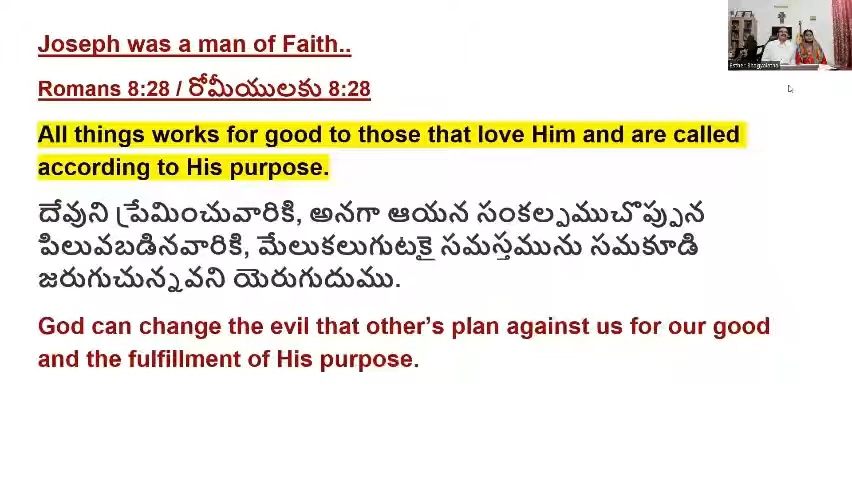 Joseph was a man of Faith..
Romans 8:28 / రోమీయులకు 8:28
All things works for good to those that love Him and are called
according to His purpose.
దేవుని ప్రేమించువారికి, అనగా ఆయన సంకల్పముచొప్పున
పిలువబడినవారికి, మేలుకలుగుటకై సమస్తమును సమకూడి
జరుగుచున్నవని యెరుగుదుము.
God can change the evil that other’s plan against us for our good
and the fulfillment of His purpose.